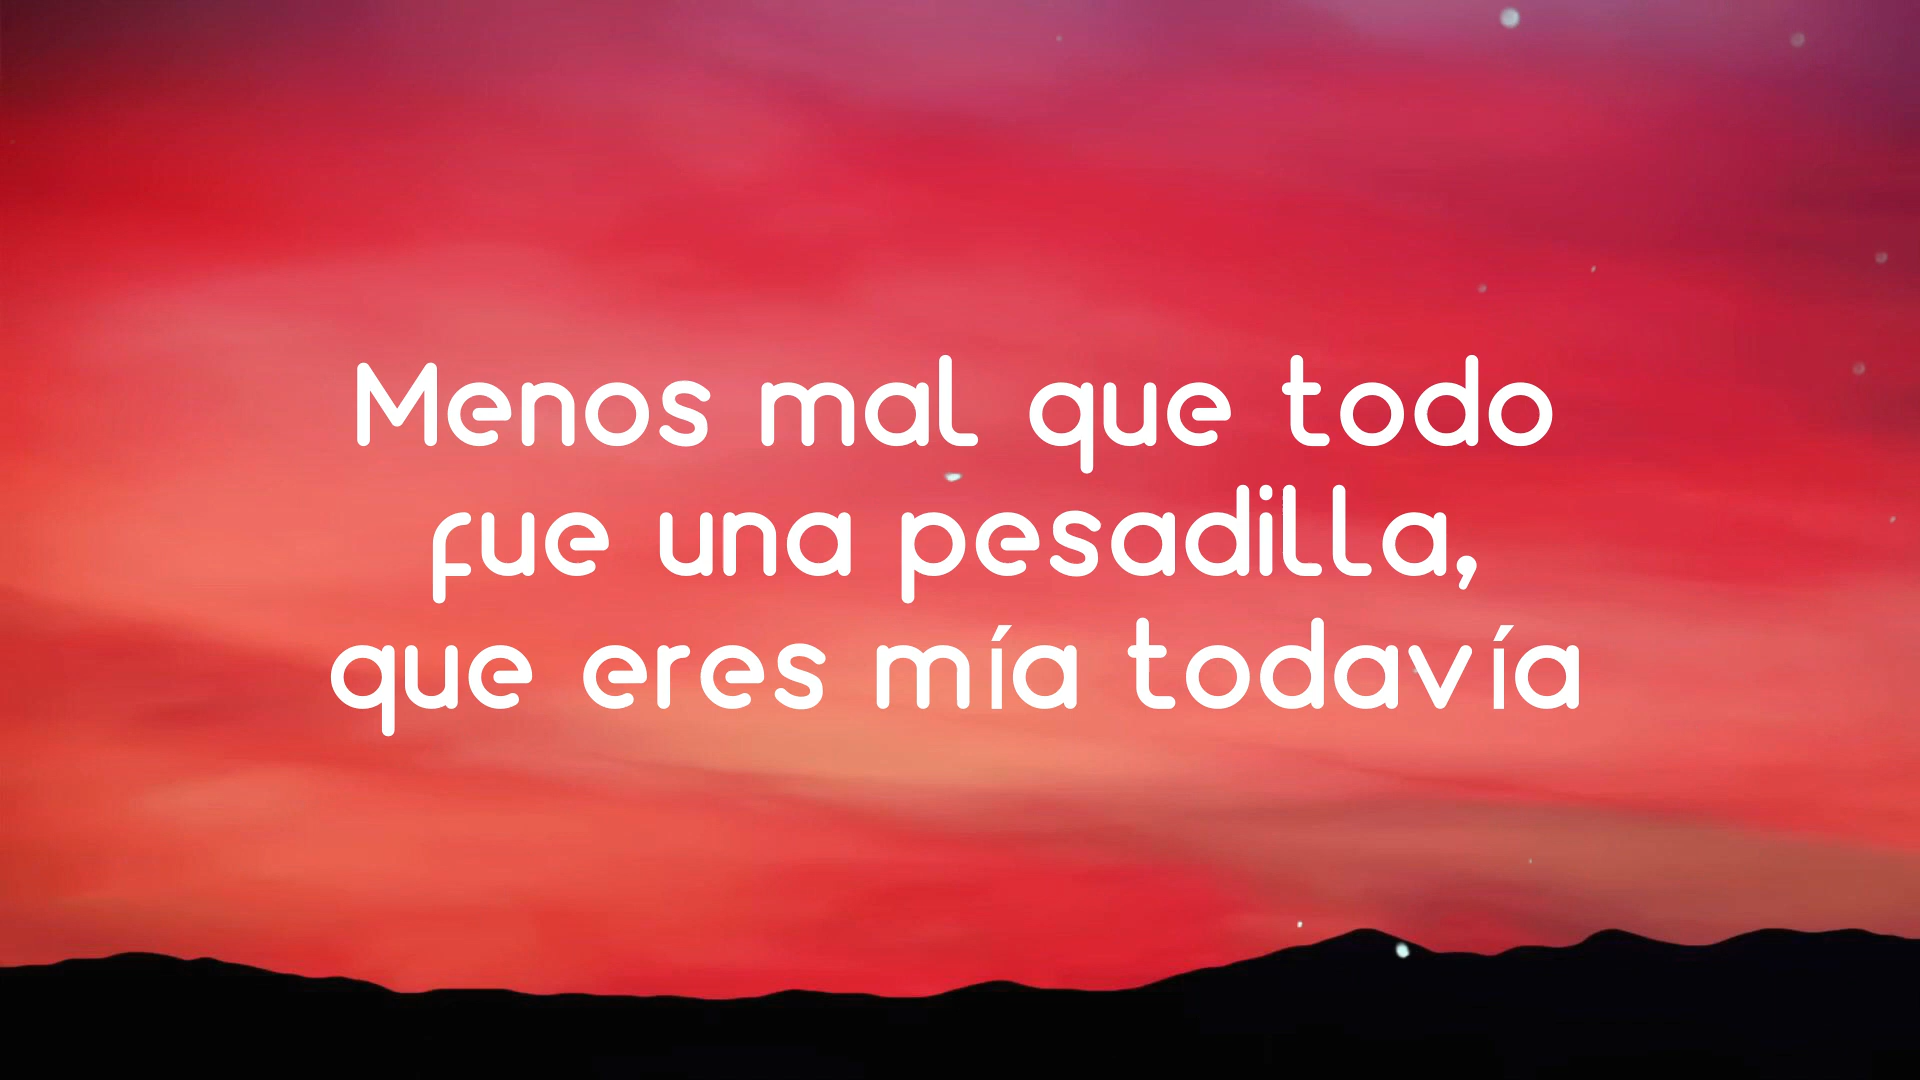 Menos mal que todo
fue una pesadilla,
que eres mía todavía